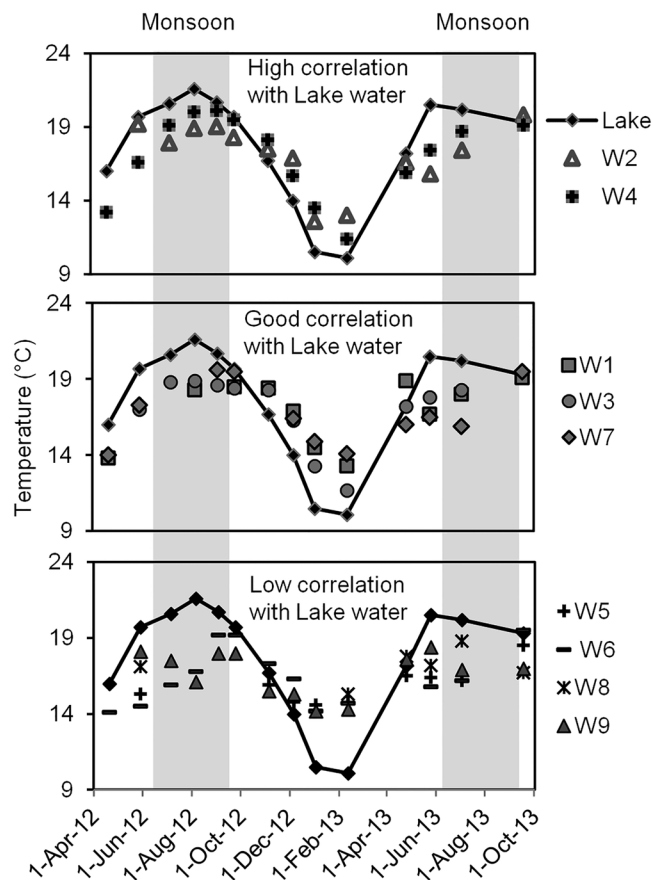 Monsoon Monsoon
24
19
14
9
High correlation
with Lake water
Lake
W2
W4
Temperature (°C)
24
19
14
9
Good correlation
with Lake water
W1
W3
W7
24
19
14
9
Low correlation
with Lake water
W5
W6
W8
W9
1-Apr-12
1-Jun-12
1-Aug-12
1-Oct-12
1-Dec-12
1-Feb-13
1-Apr-13
1-Jun-13
1-Aug-13
1-Oct-13